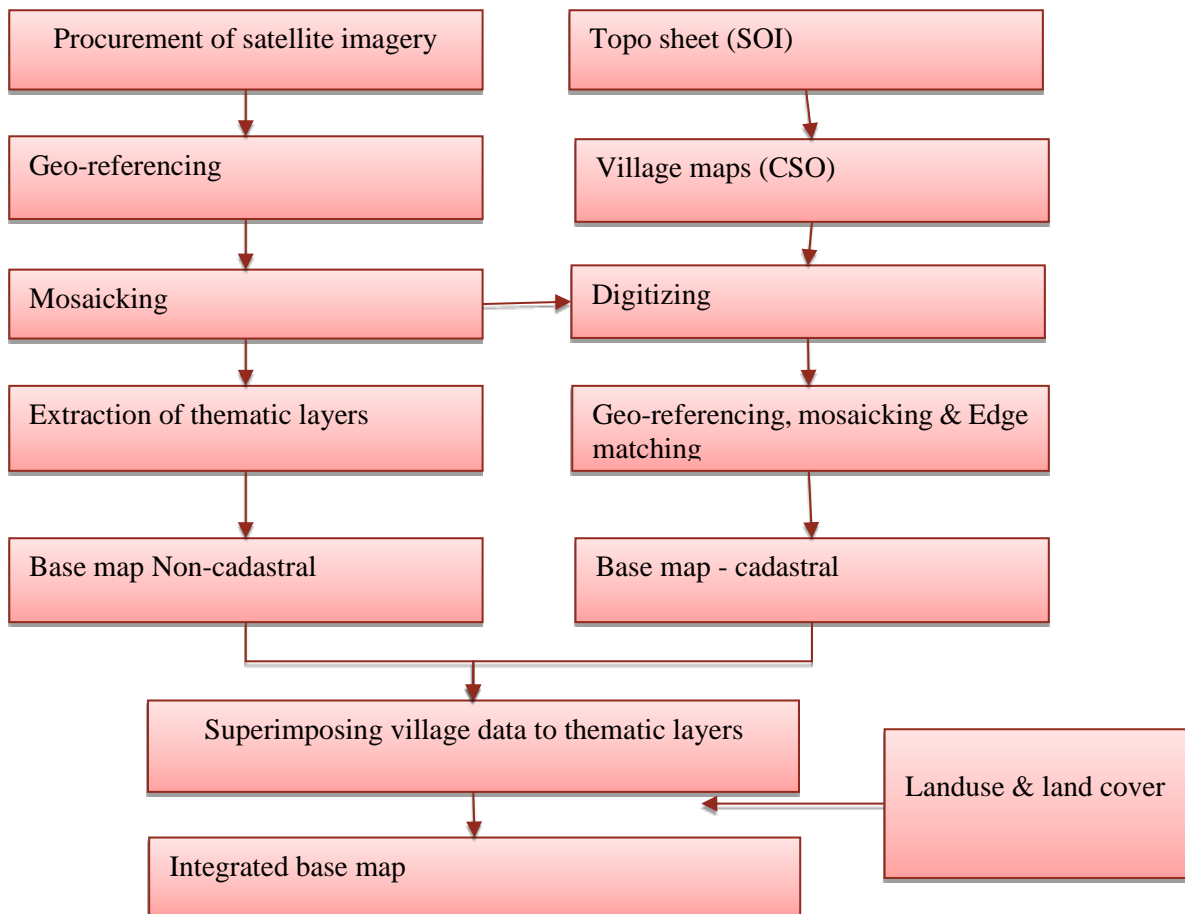 Procurement of satellite imagery
Topo sheet (SOI)
Geo-referencing
Village maps (CSO)
Mosaicking
Digitizing
Extraction of thematic layers
Geo-referencing, mosaicking & Edge
matching
Base map Non-cadastral
Base map - cadastral
Superimposing village data to thematic layers
Landuse & land cover
Integrated base map